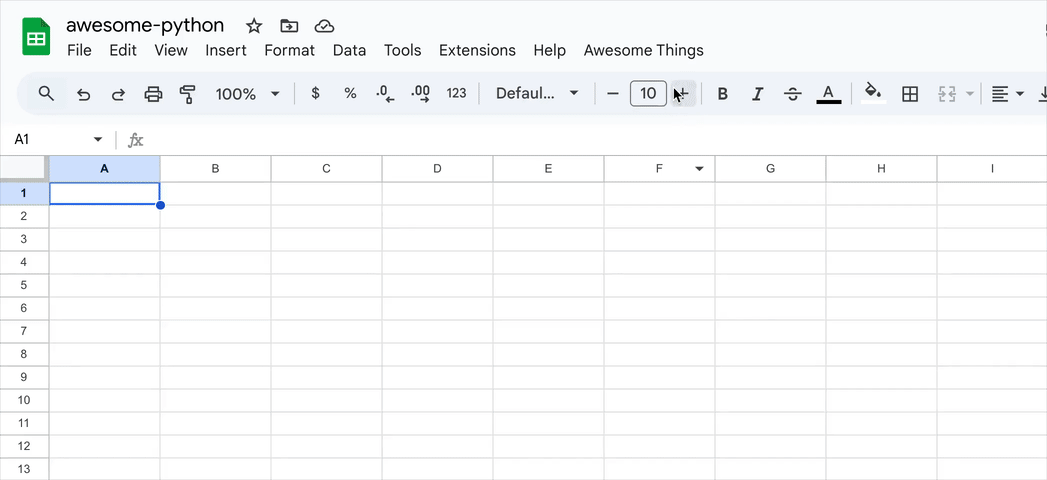 awesome-python
File Edit View Insert Format Data Tools Extensions Help Awesome Things
100% $ % .0 .00 123 Defaul... 10 B I A
A1 fx
A B C D E F G H I
1
2
3
4
5
6
7
8
9
10
11
12
13